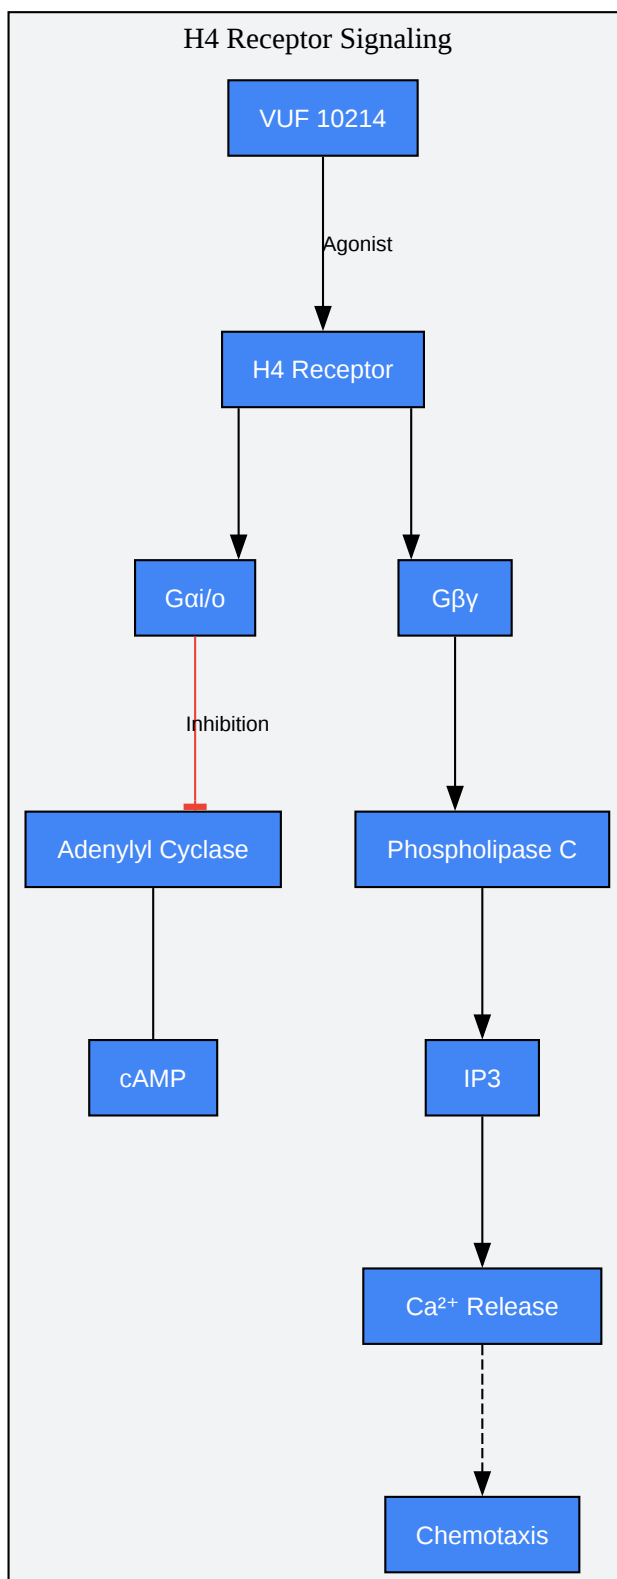 H4 Receptor Signaling
VUF 10214
Agonist
H4 Receptor
Gαi/o
Gβγ
Inhibition
Adenylyl Cyclase
Phospholipase C
cAMP
IP3
Ca²⁺ Release
Chemotaxis